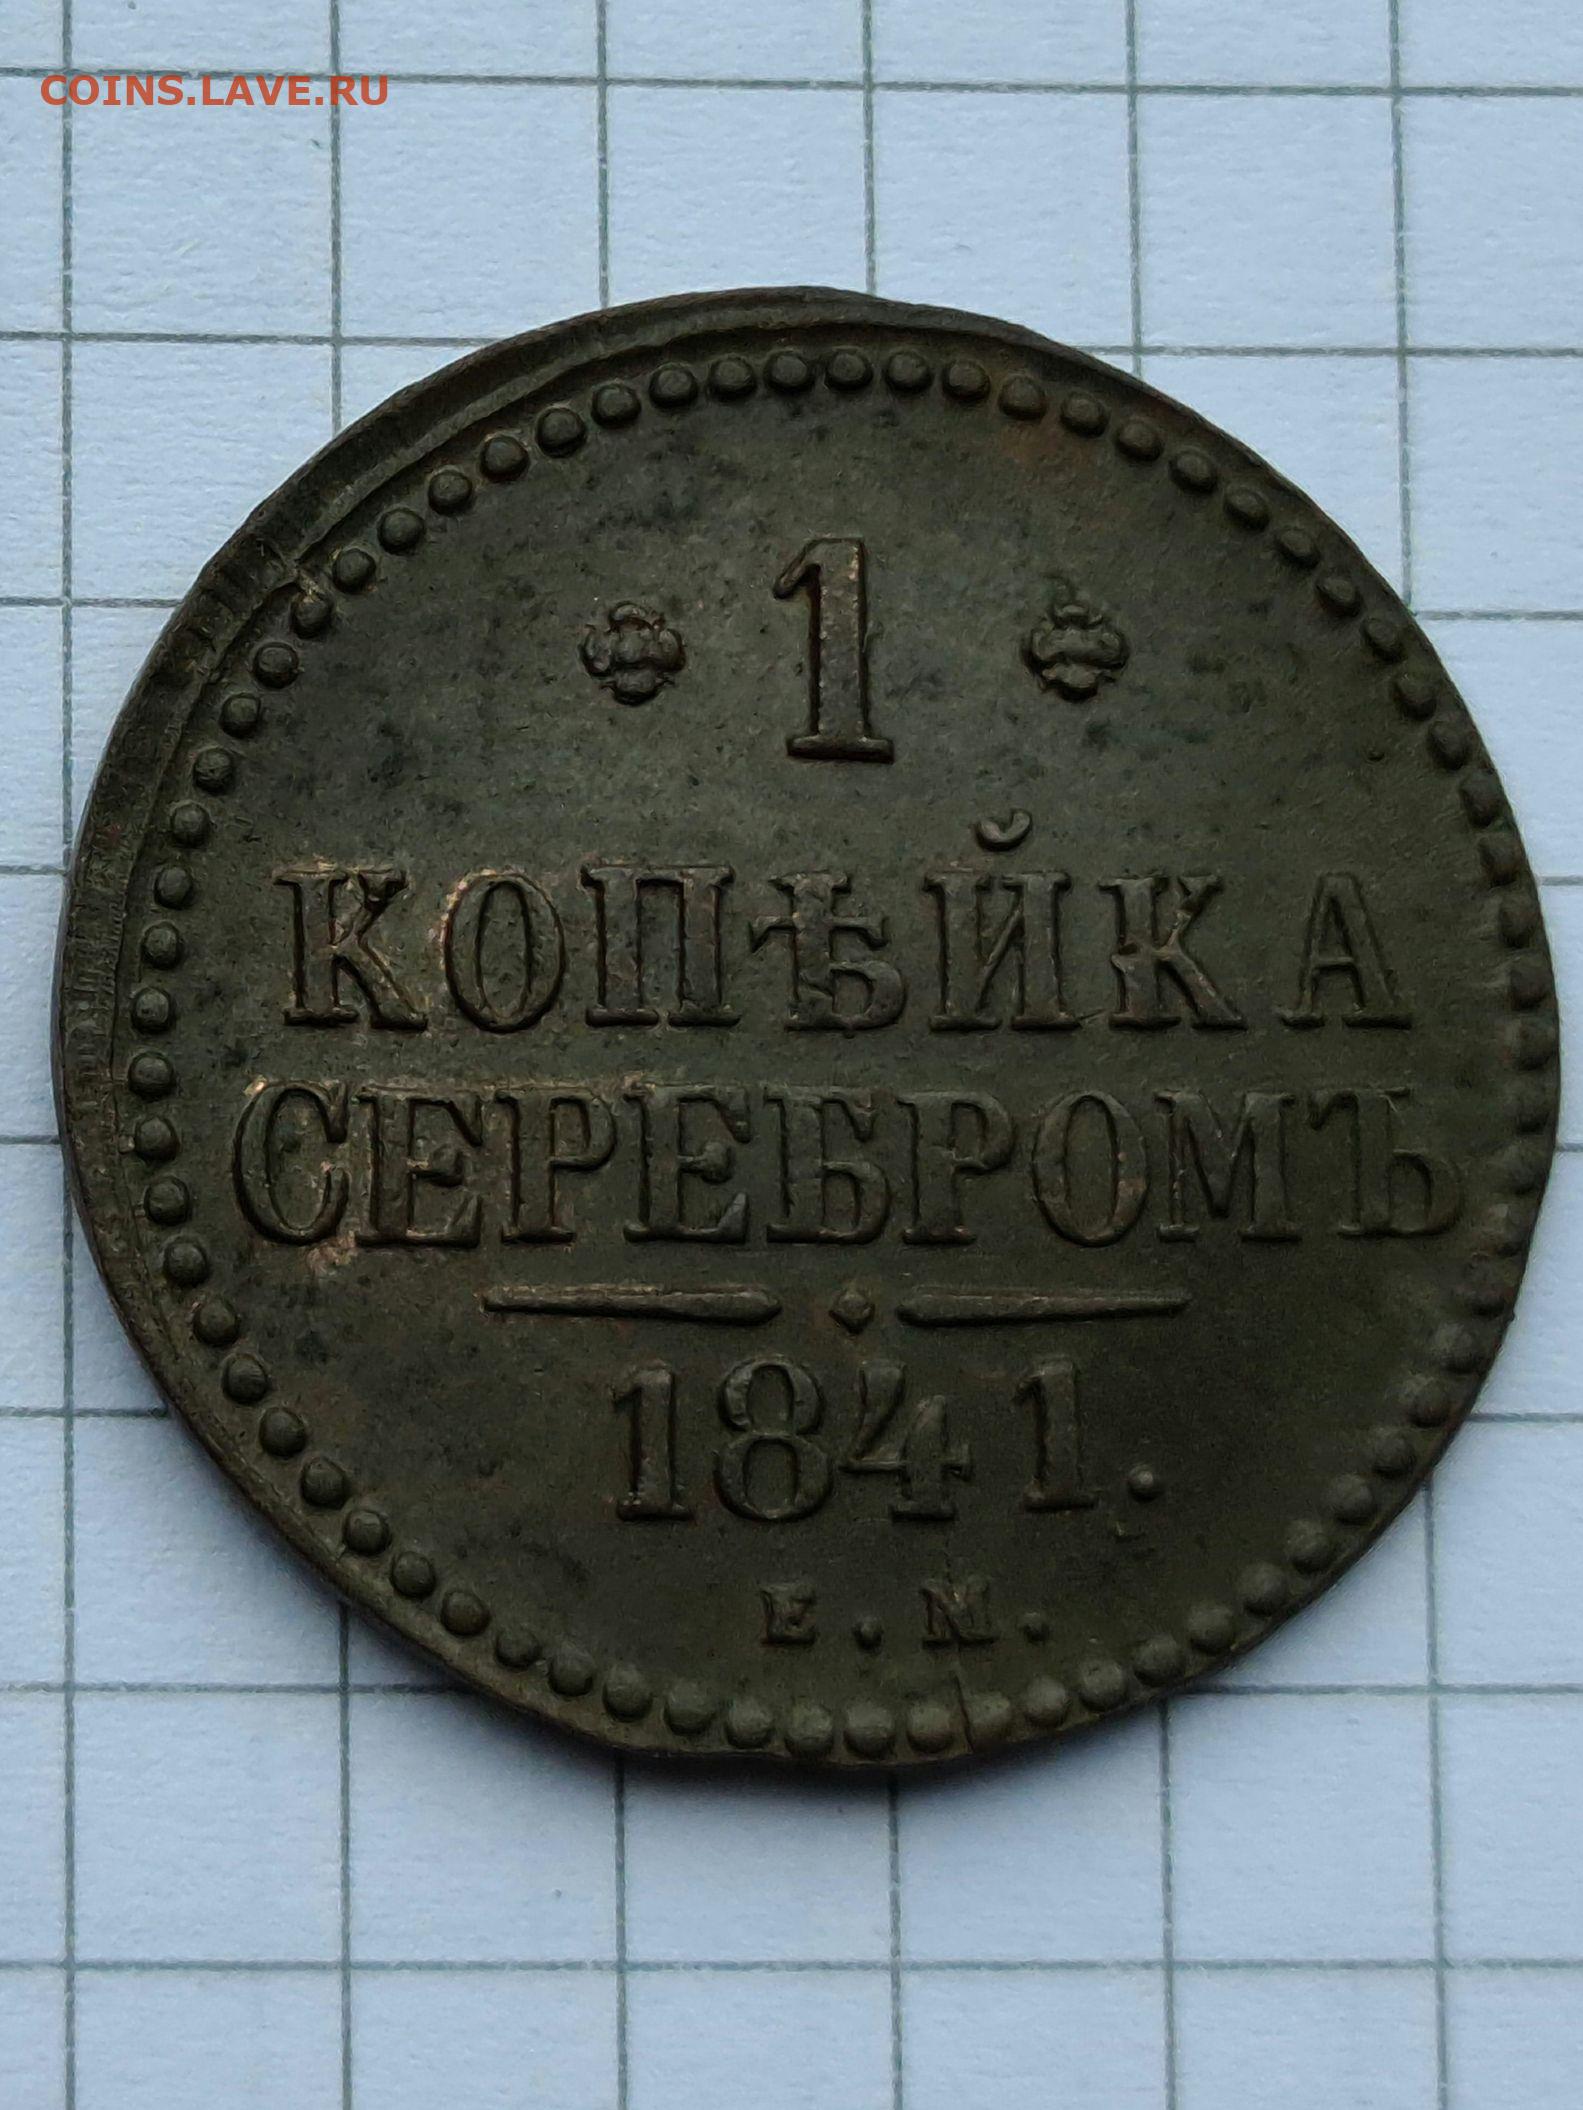 COINS.LAVE.RU
1
КОПѢЙКА
СЕРЕБРОМЪ
1841.
Е.М.